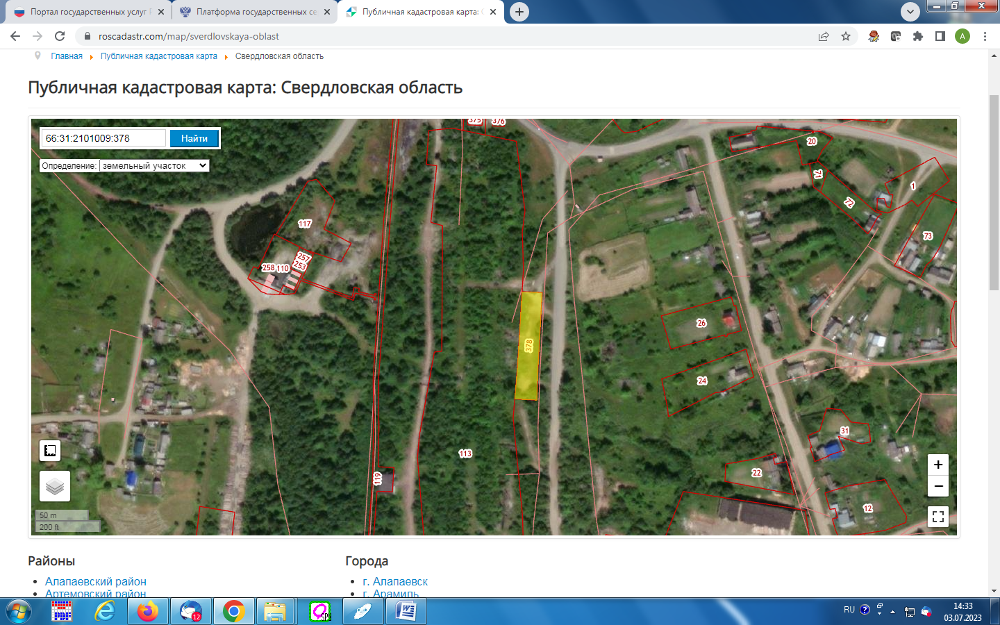 Портал государственных услуг Р
Платформа государственных се
Публичная кадастровая карта: С
roscadastr.com/map/sverdlovskaya-oblast
A
Главная
Публичная кадастровая карта
Свердловская область
Публичная кадастровая карта: Свердловская область
66:31:2101009:378
Найти
Определение:
земельный участок
375
376
20
71
1
72
117
73
257
258
110
253
26
378
24
31
113
22
119
12
+
−
50 m
200 ft
Районы
Города
Алапаевский район
г. Алапаевск
Артемовский район
г. Арамиль
12
SPY
RU
14:33
03.07.2023